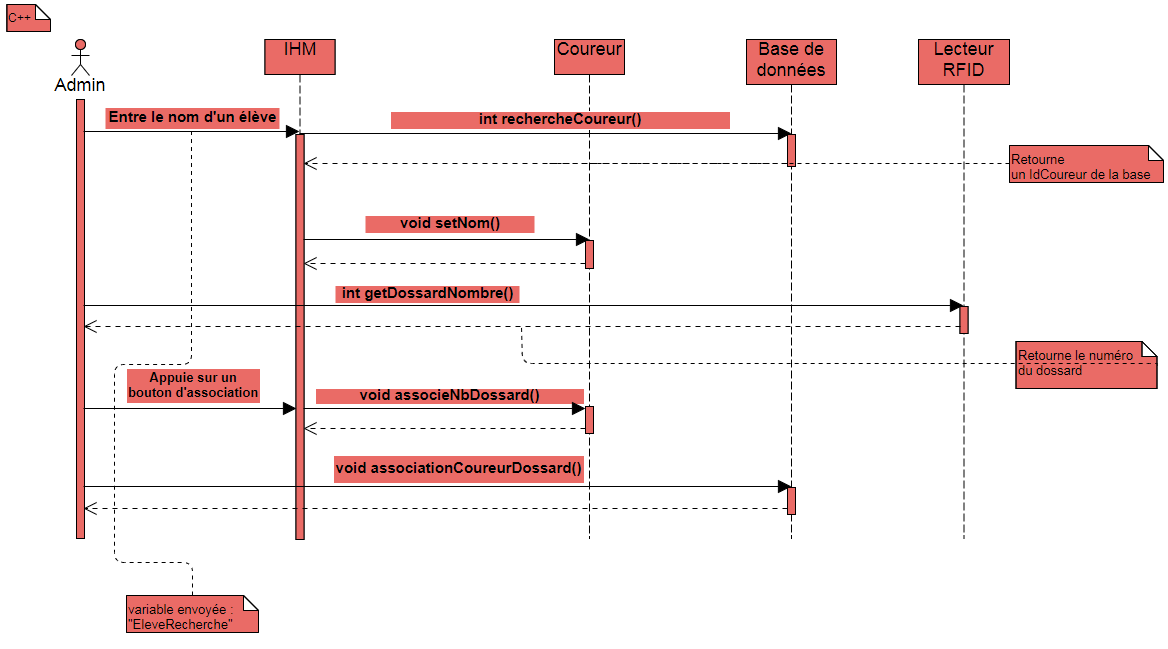 C++
Admin
IHM
Coureur
Base de
données
Lecteur
RFID
Entre le nom d'un élève
int rechercheCoureur()
Retourne
un IdCoureur de la base
void setNom()
int getDossardNombre()
Retourne le numéro
du dossard
Appuie sur un
bouton d'association
void associeNbDossard()
void associationCoureurDossard()
variable envoyée :
"EleveRecherche"